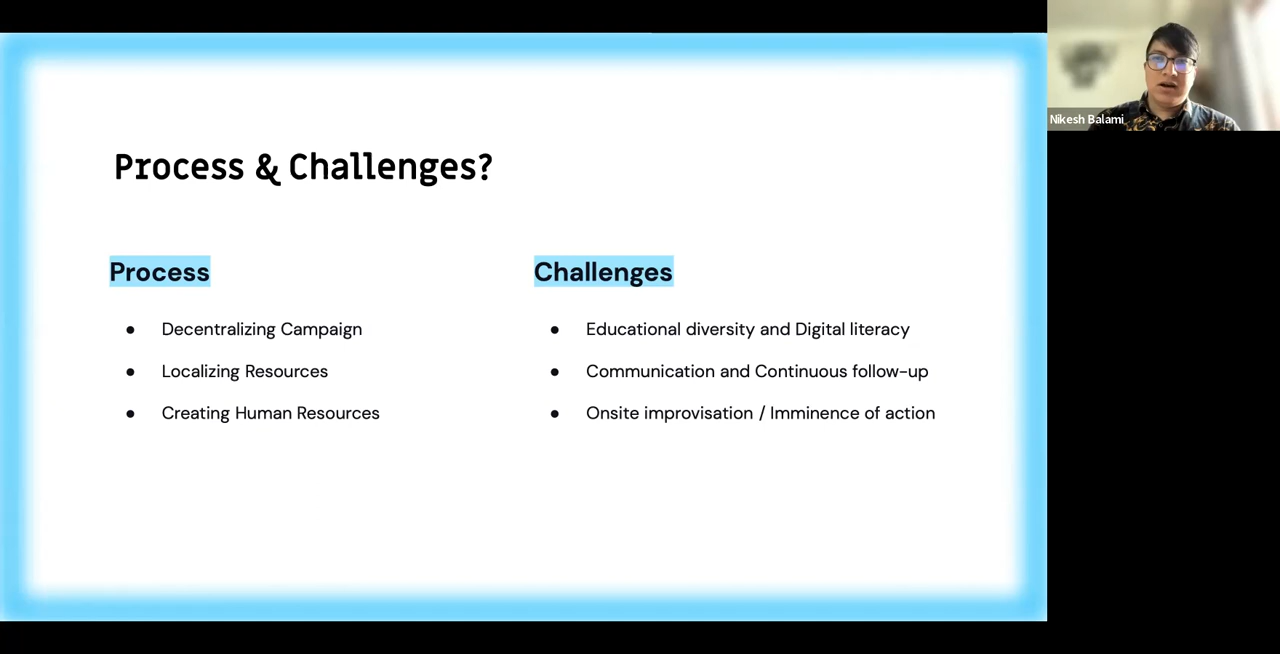 Process & Challenges?
Process
● Decentralizing Campaign
● Localizing Resources
● Creating Human Resources
Challenges
● Educational diversity and Digital literacy
● Communication and Continuous follow-up
● Onsite improvisation / Imminence of action
Nikesh Balami